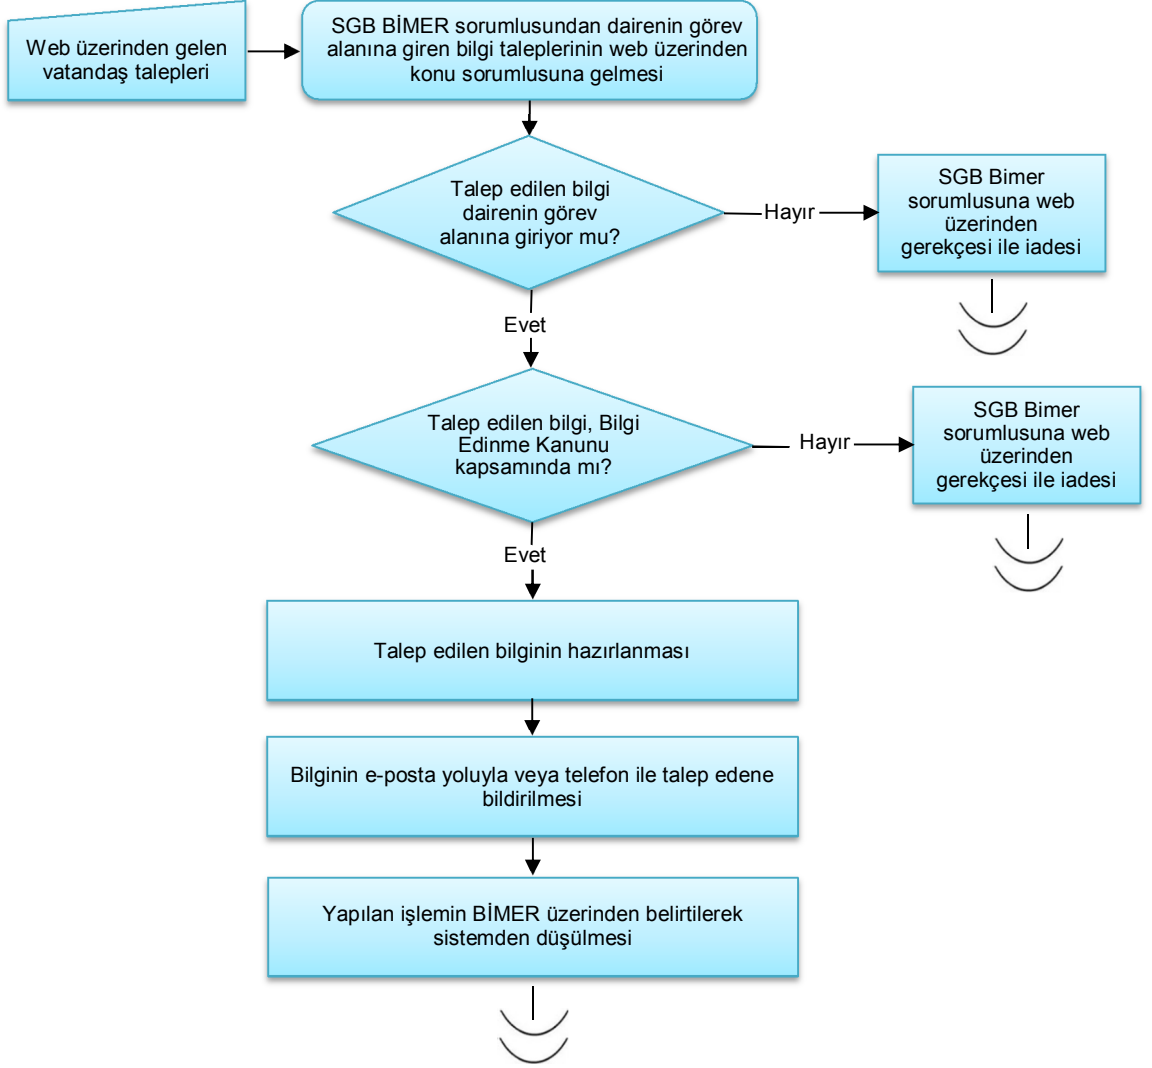 Web üzerinden gelen
vatandaş talepleri
SGB BİMER sorumlusundan dairenin görev
alanına giren bilgi taleplerinin web üzerinden
konu sorumlusuna gelmesi
Talep edilen bilgi
dairenin görev
alanına giriyor mu?
Hayır
SGB Bimer
sorumlusuna web
üzerinden
gerekçesi ile iadesi
Evet
Talep edilen bilgi, Bilgi
Edinme Kanunu
kapsamında mı?
Hayır
SGB Bimer
sorumlusuna web
üzerinden
gerekçesi ile iadesi
Evet
Talep edilen bilginin hazırlanması
Bilginin e-posta yoluyla veya telefon ile talep edene
bildirilmesi
Yapılan işlemin BİMER üzerinden belirtilerek
sistemden düşülmesi